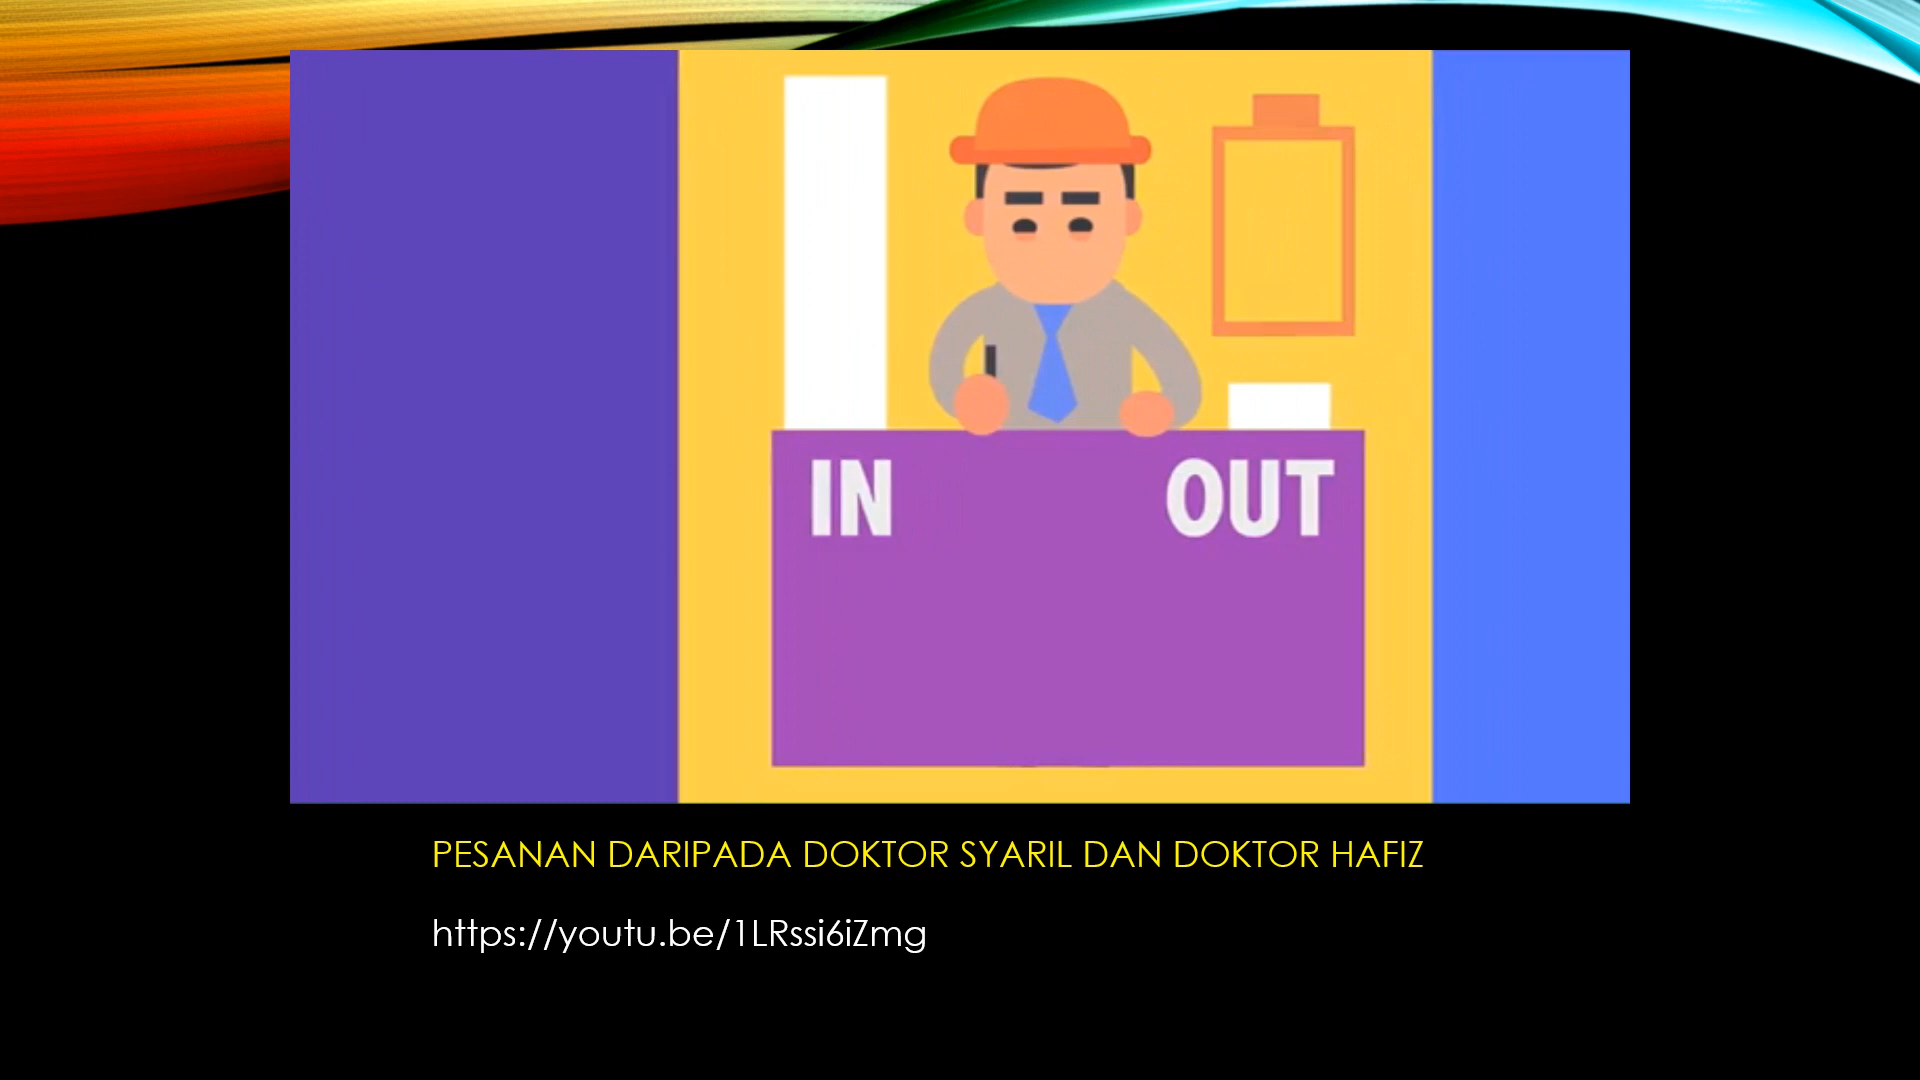 IN OUT
PESANAN DARIPADA DOKTOR SYARIL DAN DOKTOR HAFIZ
https://youtu.be/1LRssi6iZmg